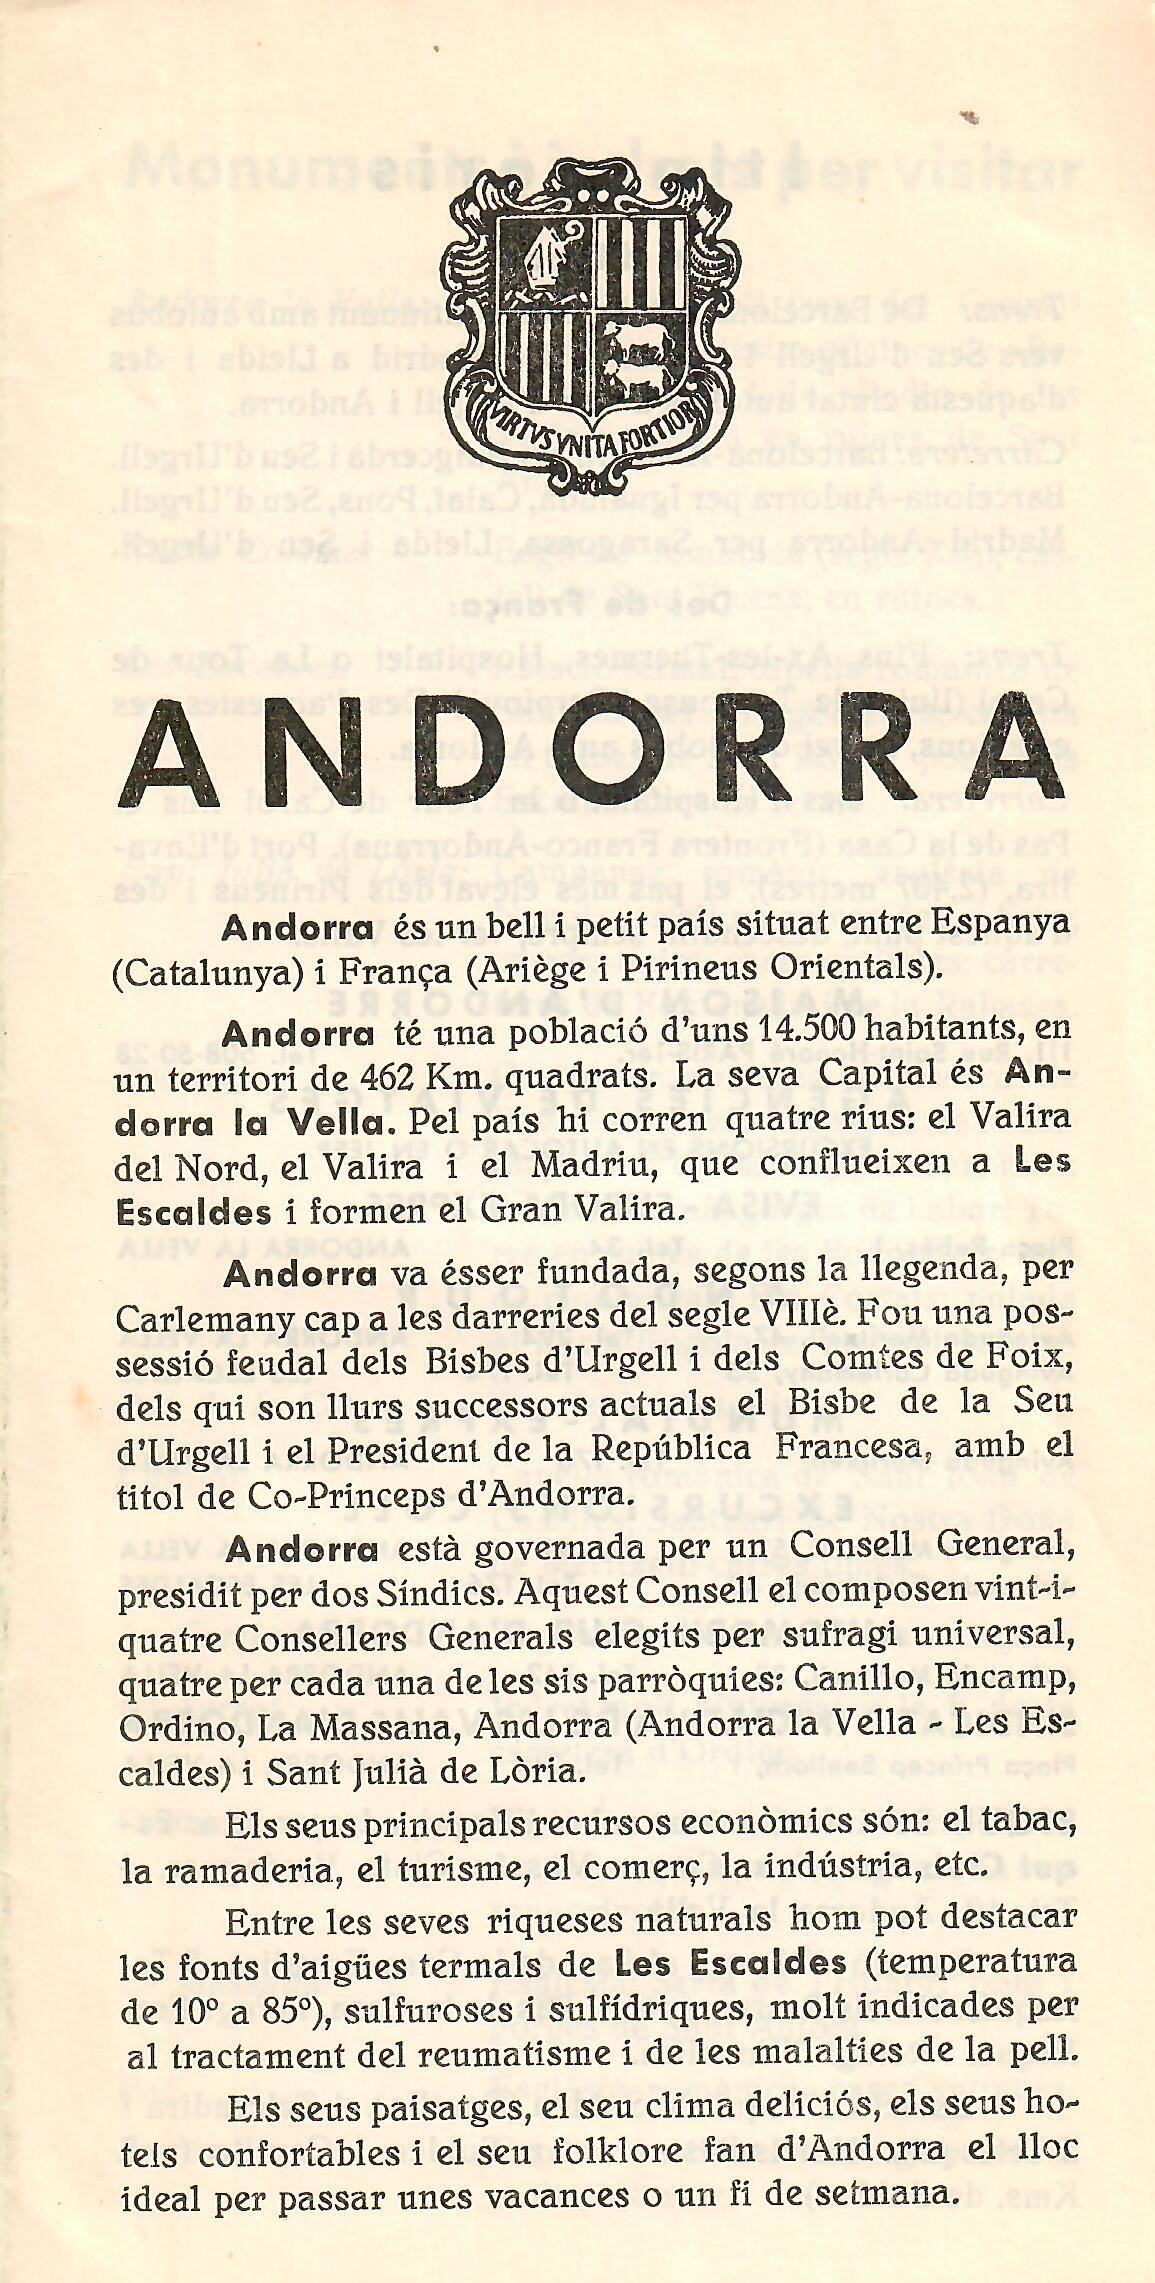 VIRTVS VNITA FORTIOR
ANDORRA
Andorra és un bell i petit país situat entre Espanya
(Catalunya) i França (Ariège i Pirineus Orientals).
Andorra té una població d'uns 14.500 habitants, en
un territori de 462 Km. quadrats. La seva Capital és An-
dorra la Vella. Pel país hi corren quatre rius: el Valira
del Nord, el Valira i el Madriu, que conflueixen a Les
Escaldes i formen el Gran Valira.
Andorra va ésser fundada, segons la llegenda, per
Carlemany cap a les darreries del segle VIIIè. Fou una pos-
sessió feudal dels Bisbes d'Urgell i dels Comtes de Foix,
dels qui son llurs successors actuals el Bisbe de la Seu
d'Urgell i el President de la República Francesa, amb el
titol de Co-Princeps d'Andorra.
Andorra està governada per un Consell General,
presidit per dos Síndics. Aquest Consell el composen vint-i-
quatre Consellers Generals elegits per sufragi universal,
quatre per cada una de les sis parròquies: Canillo, Encamp,
Ordino, La Massana, Andorra (Andorra la Vella - Les Es-
caldes) i Sant Julià de Lòria.
Els seus principals recursos econòmics són: el tabac,
la ramaderia, el turisme, el comerç, la indústria, etc.
Entre les seves riqueses naturals hom pot destacar
les fonts d'aigües termals de Les Escaldes (temperatura
de 10º a 85º), sulfuroses i sulfídriques, molt indicades per
al tractament del reumatisme i de les malalties de la pell.
Els seus paisatges, el seu clima deliciós, els seus ho-
tels confortables i el seu folklore fan d'Andorra el lloc
ideal per passar unes vacances o un fi de setmana.